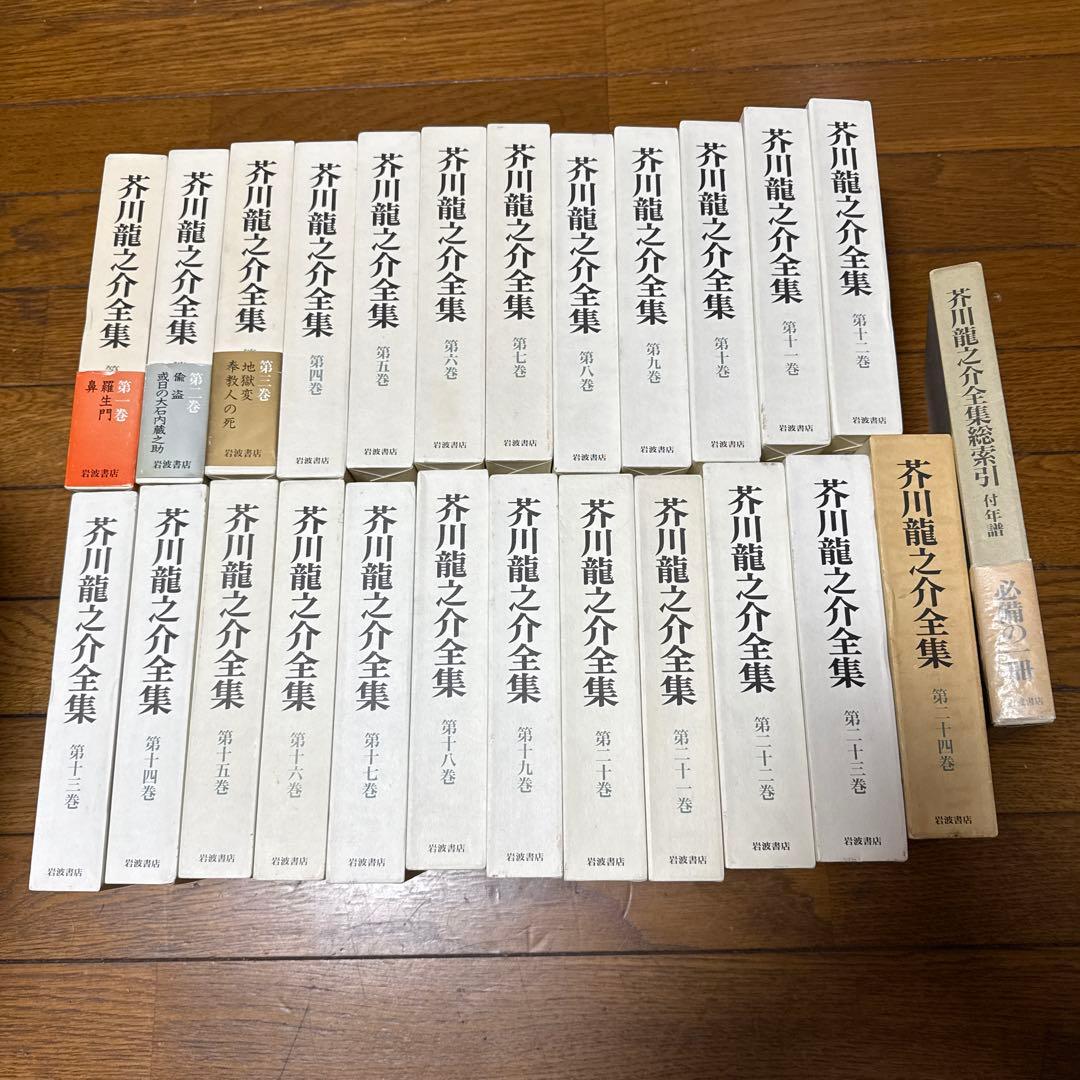 芥川龍之介全集
第
第一巻
羅生門
鼻
岩波書店
芥川龍之介全集
第二巻
偸盗
或日の大石内蔵之助
岩波書店
芥川龍之介全集
第三巻
地獄変
奉教人の死
岩波書店
芥川龍之介全集
第四巻
芥川龍之介全集
第五巻
芥川龍之介全集
第六巻
芥川龍之介全集
第七巻
芥川龍之介全集
第八巻
芥川龍之介全集
第九巻
芥川龍之介全集
第十巻
芥川龍之介全集
第十一巻
芥川龍之介全集
第十二巻
芥川龍之介全集総索引 付年譜
必備の一冊
岩波書店
芥川龍之介全集
第十三巻
芥川龍之介全集
第十四巻
岩波書店
芥川龍之介全集
第十五巻
岩波書店
芥川龍之介全集
第十六巻
岩波書店
芥川龍之介全集
第十七巻
岩波書店
芥川龍之介全集
第十八巻
岩波書店
芥川龍之介全集
第十九巻
岩波書店
芥川龍之介全集
第二十巻
岩波書店
芥川龍之介全集
第二十一巻
岩波書店
芥川龍之介全集
第二十二巻
岩波書店
芥川龍之介全集
第二十三巻
岩波書店
芥川龍之介全集
第二十四巻
岩波書店